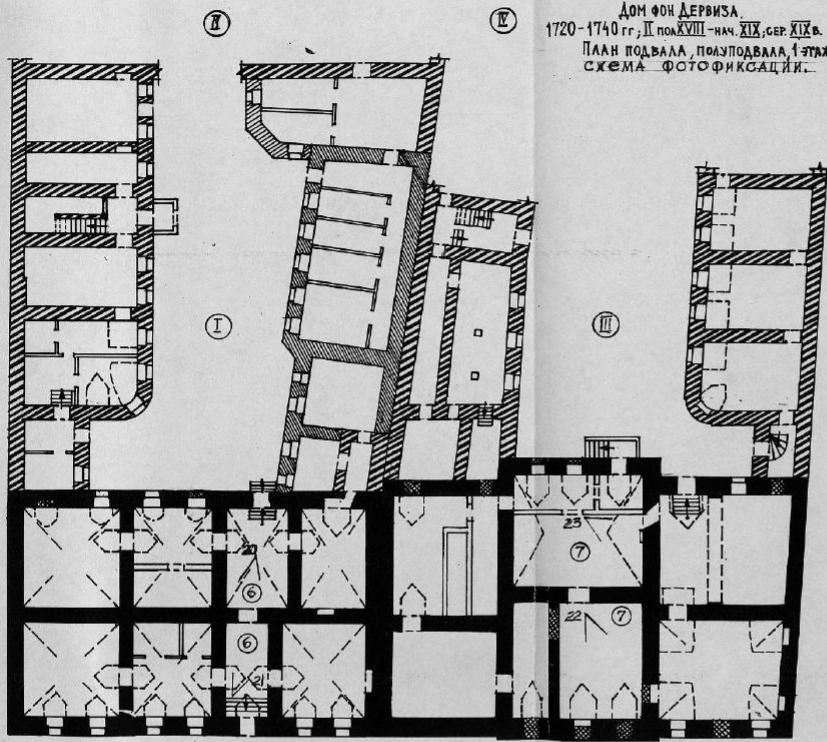 ДОМ ФОН ДЕРВИЗА.
1720-1740 гг; II пол XVIII - нач. XIX; сер. XIX в.
ПЛАН ПОДВАЛА, ПОЛУПОДВАЛА, 1 ЭТАЖ
СХЕМА ФОТОФИКСАЦИИ.
IV
I
III
20
23
7
6
22
7
6
21